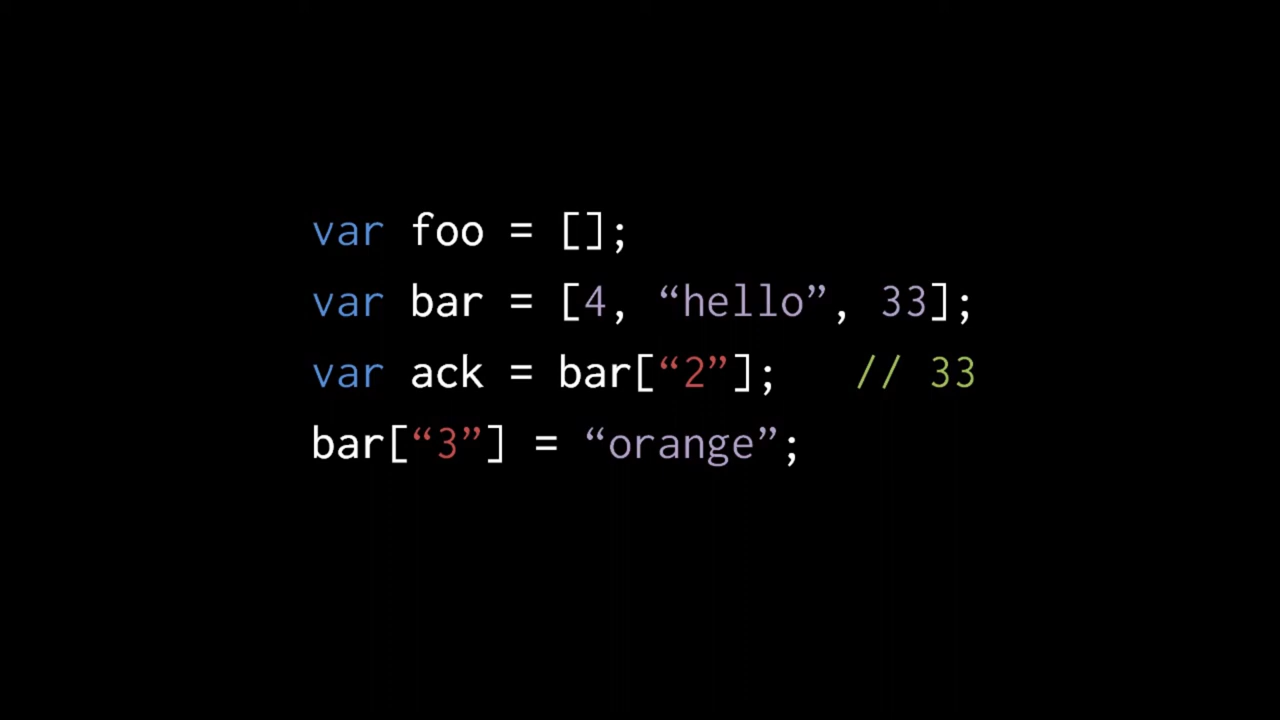 var foo = [];
var bar = [4, “hello”, 33];
var ack = bar[“2”];   // 33
bar[“3”] = “orange”;